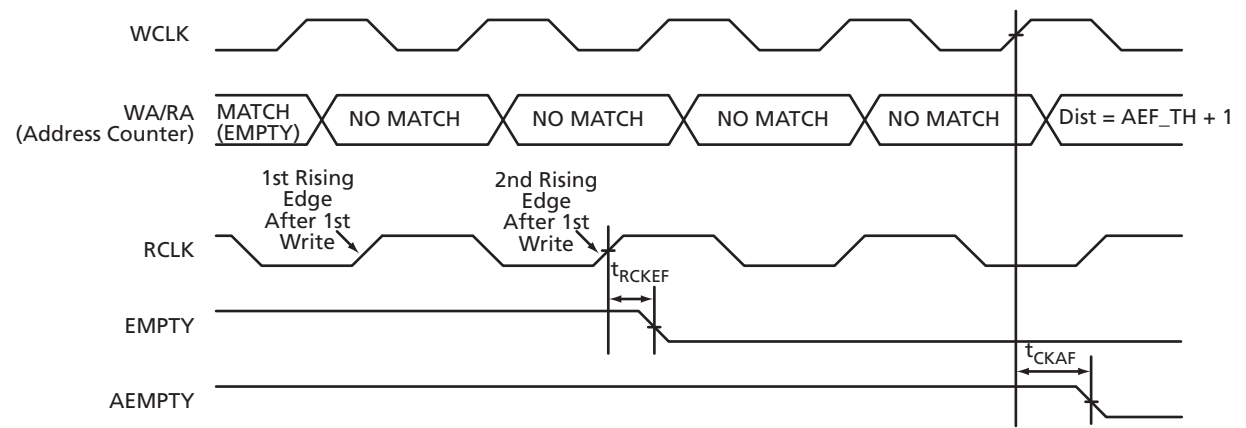 WCLK
WA/RA
(Address Counter)
MATCH
(EMPTY)
NO MATCH
NO MATCH
NO MATCH
NO MATCH
Dist = AEF_TH + 1
1st Rising
Edge
After 1st
Write
2nd Rising
Edge
After 1st
Write
RCLK
tRCKEF
EMPTY
tCKAF
AEMPTY